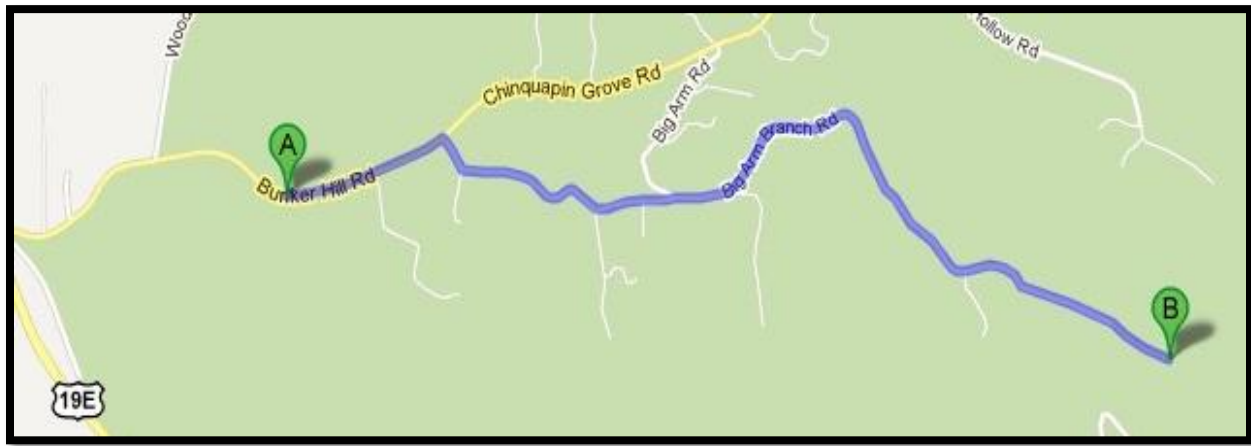 Wood
Hollow Rd
Chinquapin Grove Rd
Big Arm Rd
A
Big Arm Branch Rd
Bunker Hill Rd
B
19E